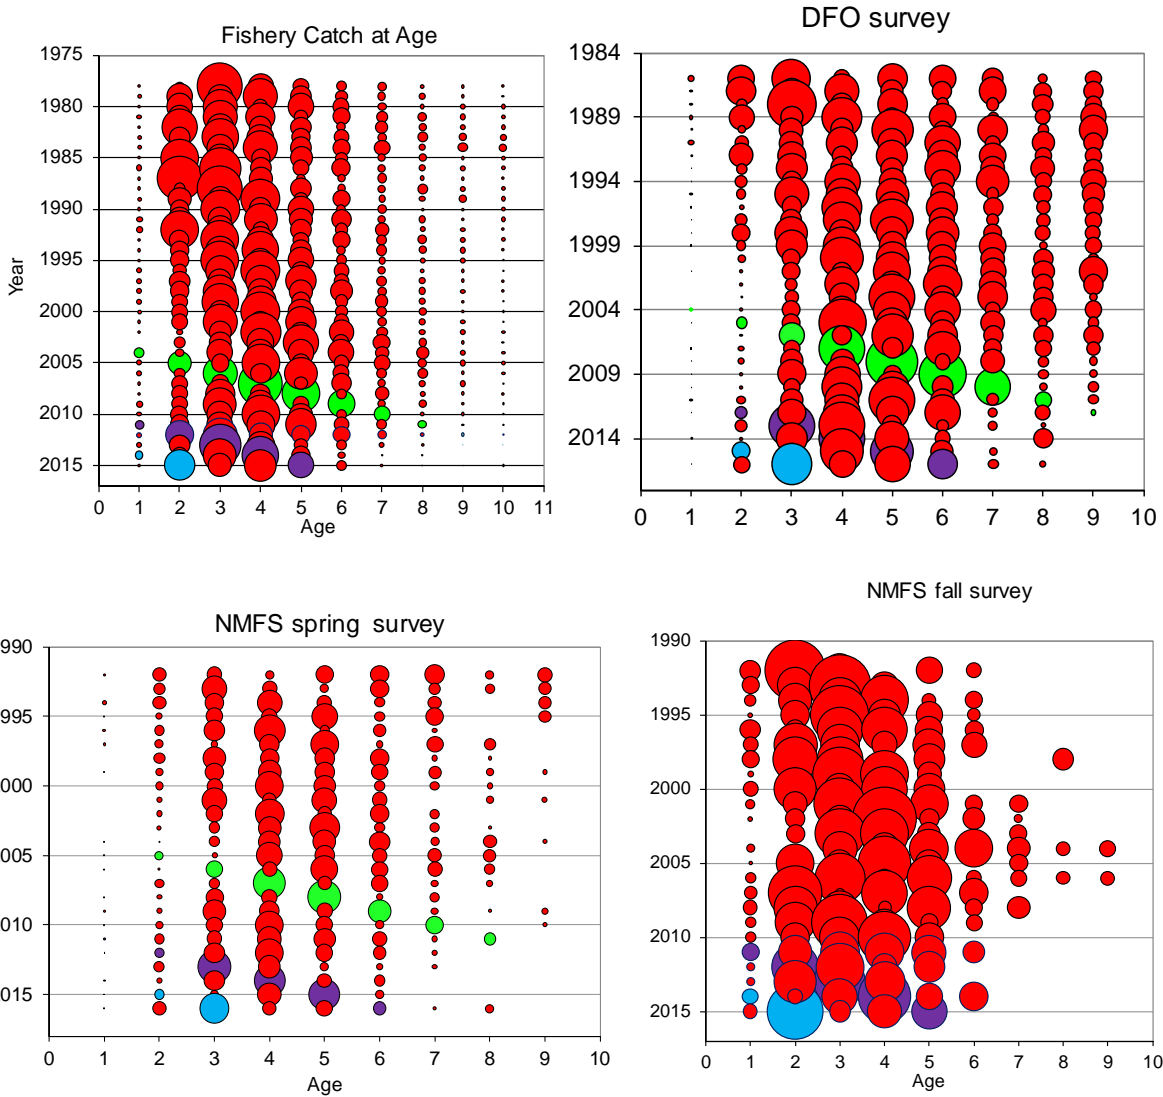 Fishery Catch at Age
1975
1980
1985
1990
1995
2000
2005
2010
2015
Year
0 1 2 3 4 5 6 7 8 9 10 11
Age
DFO survey
1984
1989
1994
1999
2004
2009
2014
0 1 2 3 4 5 6 7 8 9 10
NMFS spring survey
990
995
000
005
010
015
0 1 2 3 4 5 6 7 8 9 10
Age
NMFS fall survey
1990
1995
2000
2005
2010
2015
0 1 2 3 4 5 6 7 8 9 10
Age